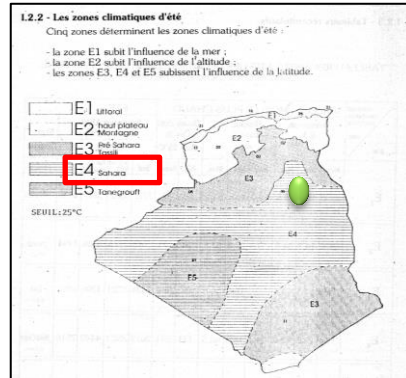 I.2.2 - Les zones climatiques d'été
Cinq zones déterminent les zones climatiques d'été :
- la zone E1 subit l'influence de la mer ;
- la zone E2 subit l'influence de l'altitude ;
- les zones E3, E4 et E5 subissent l'influence de la latitude.
E1 Littoral
E2 haut plateau
Montagne
E3 Pré Sahara
Tassili
E4 Sahara
E5 Tanegrouft
SEUIL:25°C
E1
E2
E3
E4
E5
E3